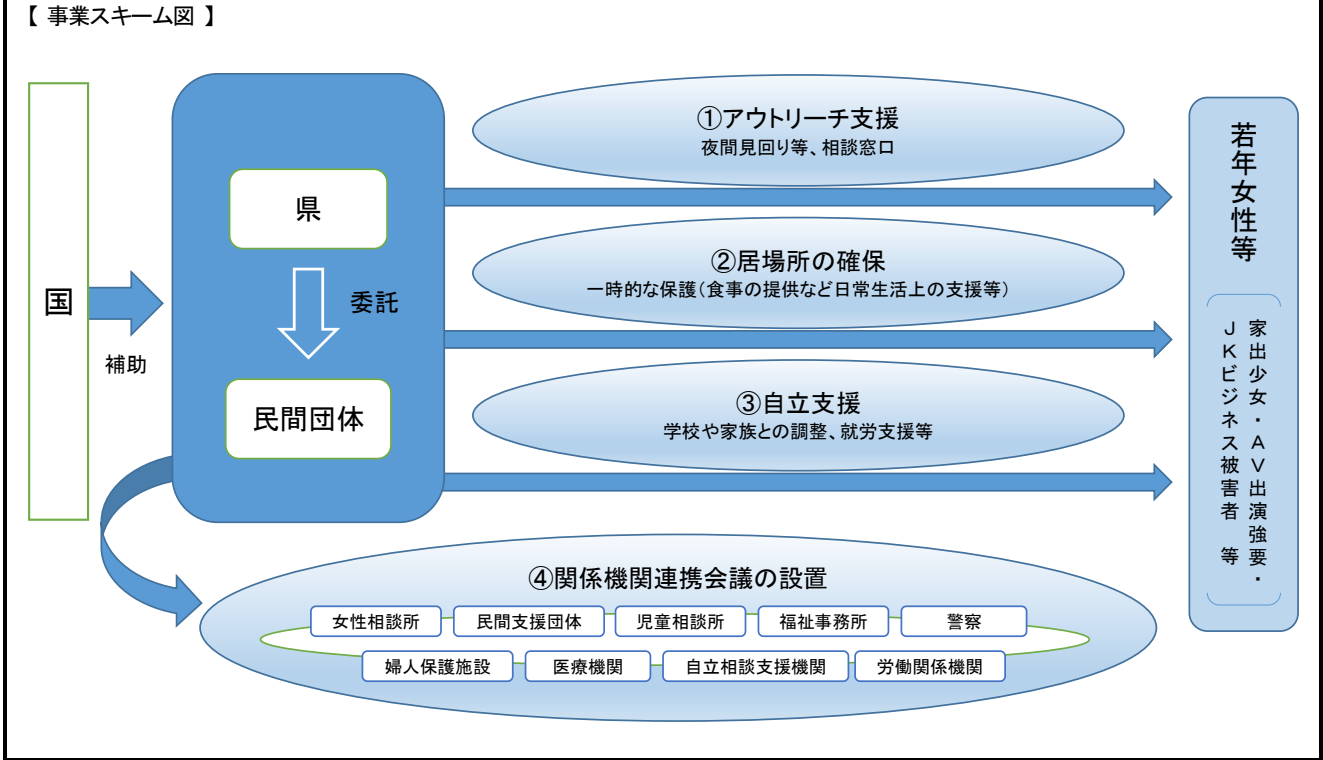 【 事業スキーム図 】
国
補助
県
委託
民間団体
①アウトリーチ支援
夜間見回り等、相談窓口
②居場所の確保
一時的な保護(食事の提供など日常生活上の支援等)
③自立支援
学校や家族との調整、就労支援等
若年女性等
家出少女・AV出演強要・
JKビジネス被害者 等
④関係機関連携会議の設置
女性相談所
民間支援団体
児童相談所
福祉事務所
警察
婦人保護施設
医療機関
自立相談支援機関
労働関係機関